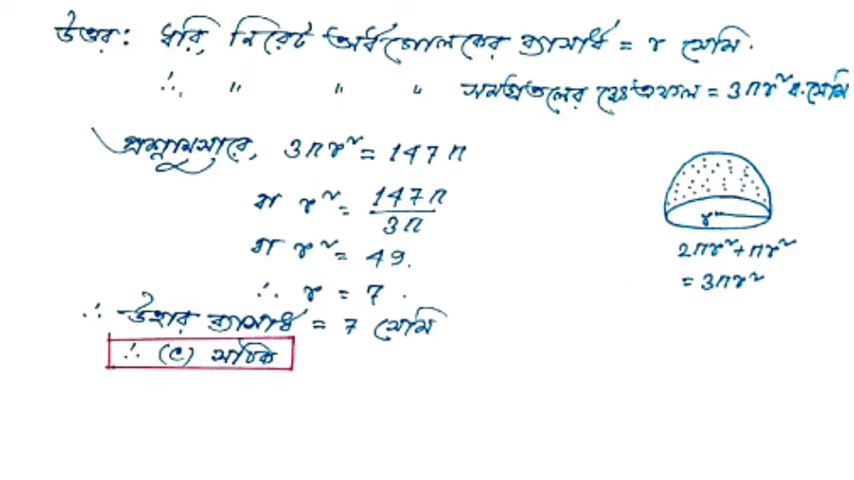 উত্তর: ধরি, নিরেট অর্ধগোলকের ব্যাসার্ধ = r সেমি.
∴ " " " সমগ্রতলের ক্ষেত্রফল = 3πr² ব.সেমি
প্রশ্নানুসারে, 3πr² = 147π
বা r² = 147π / 3π
বা r² = 49.
∴ r = 7.
∴ উহার ব্যাসার্ধ = 7 সেমি
∴ (c) সঠিক
r
2πr² + πr²
= 3πr²